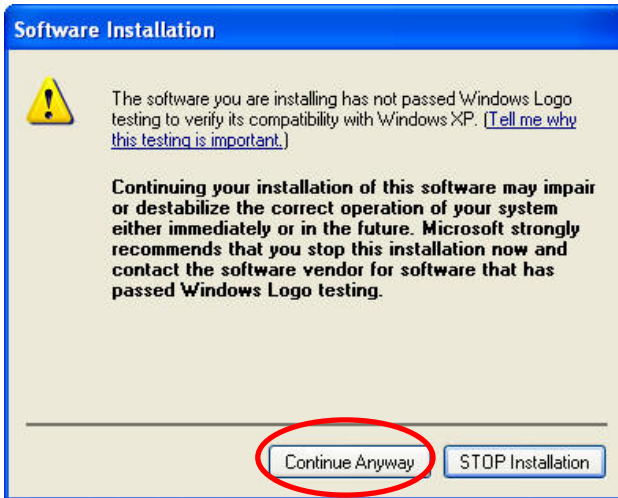 Software Installation
The software you are installing has not passed Windows Logo
testing to verify its compatibility with Windows XP. (Tell me why
this testing is important.)
Continuing your installation of this software may impair
or destabilize the correct operation of your system
either immediately or in the future. Microsoft strongly
recommends that you stop this installation now and
contact the software vendor for software that has
passed Windows Logo testing.
Continue Anyway STOP Installation